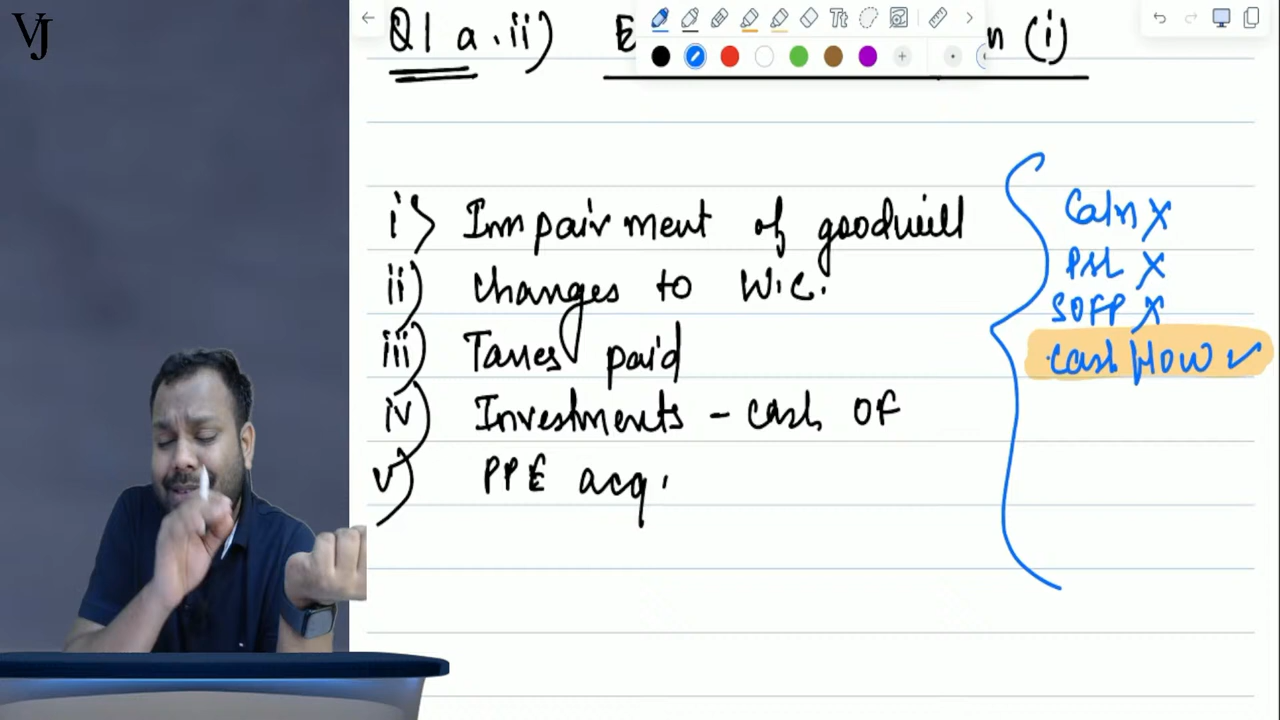 VJ
Q1 a.ii) E n (i)
Tt
i) Impairment of goodwill
ii) Changes to W.C.
iii) Taxes paid
iv) Investments - cash OF
v) PPE acq.
Caln X
P&L X
SOFP X
Cash flow ✓